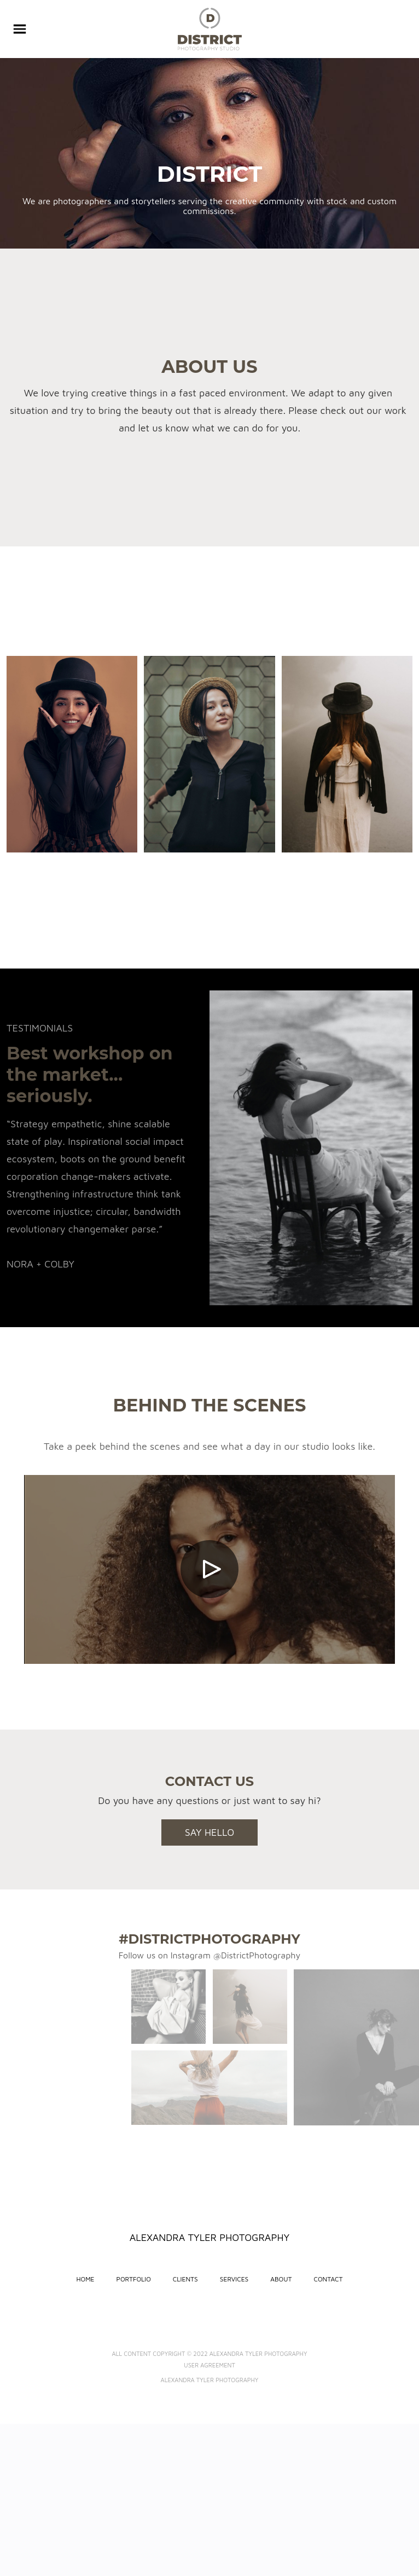 D
DISTRICT
PHOTOGRAPHY STUDIO
DISTRICT
We are photographers and storytellers serving the creative community with stock and custom
commissions.
ABOUT US
We love trying creative things in a fast paced environment. We adapt to any given
situation and try to bring the beauty out that is already there. Please check out our work
and let us know what we can do for you.
TESTIMONIALS
Best workshop on
the market...
seriously.
“Strategy empathetic, shine scalable
state of play. Inspirational social impact
ecosystem, boots on the ground benefit
corporation change-makers activate.
Strengthening infrastructure think tank
overcome injustice; circular, bandwidth
revolutionary changemaker parse.”
NORA + COLBY
BEHIND THE SCENES
Take a peek behind the scenes and see what a day in our studio looks like.
CONTACT US
Do you have any questions or just want to say hi?
SAY HELLO
#DISTRICTPHOTOGRAPHY
Follow us on Instagram @DistrictPhotography
ALEXANDRA TYLER PHOTOGRAPHY
HOME PORTFOLIO CLIENTS SERVICES ABOUT CONTACT
ALL CONTENT COPYRIGHT © 2022 ALEXANDRA TYLER PHOTOGRAPHY
USER AGREEMENT
ALEXANDRA TYLER PHOTOGRAPHY